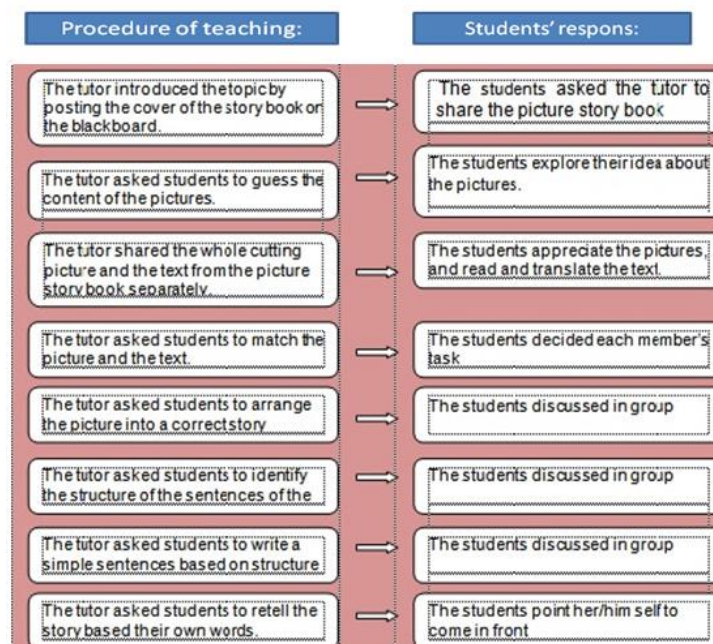 Procedure of teaching:
Students' respons:
The tutor introduced the topic by
posting the cover of the story book on
the blackboard.
The students asked the tutor to
share the picture story book
The tutor asked students to guess the
content of the pictures.
The students explore their idea about
the pictures.
The tutor shared the whole cutting
picture and the text from the picture
story book separately.
The students appreciate the pictures,
and read and translate the text.
The tutor asked students to match the
picture and the text.
The students decided each member's
task
The tutor asked students to arrange
the picture into a correct story
The students discussed in group
The tutor asked students to identify
the structure of the sentences of the
The students discussed in group
The tutor asked students to write a
simple sentences based on structure
The students discussed in group
The tutor asked students to retell the
story based their own words.
The students point her/him self to
come in front